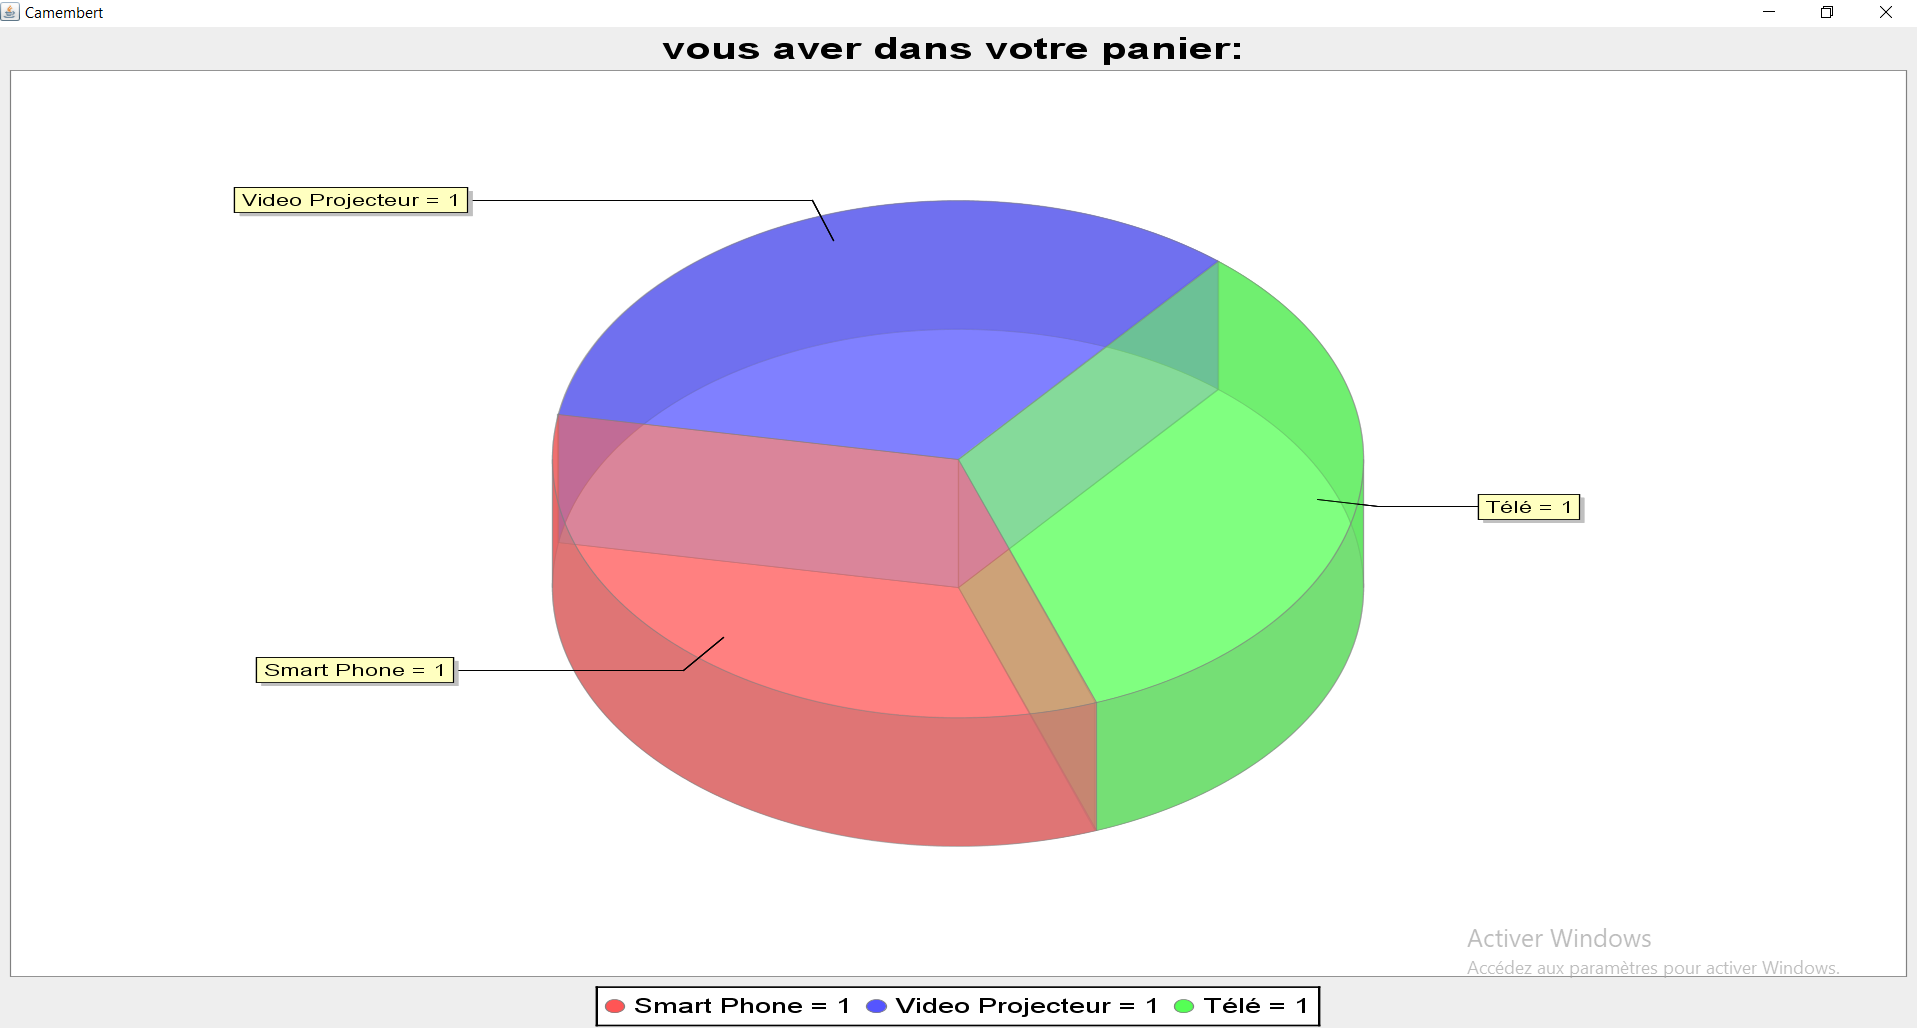 Camembert
vous aver dans votre panier:
Video Projecteur = 1
Télé = 1
Smart Phone = 1
Activer Windows
Accédez aux paramètres pour activer Windows.
Smart Phone = 1 Video Projecteur = 1 Télé = 1